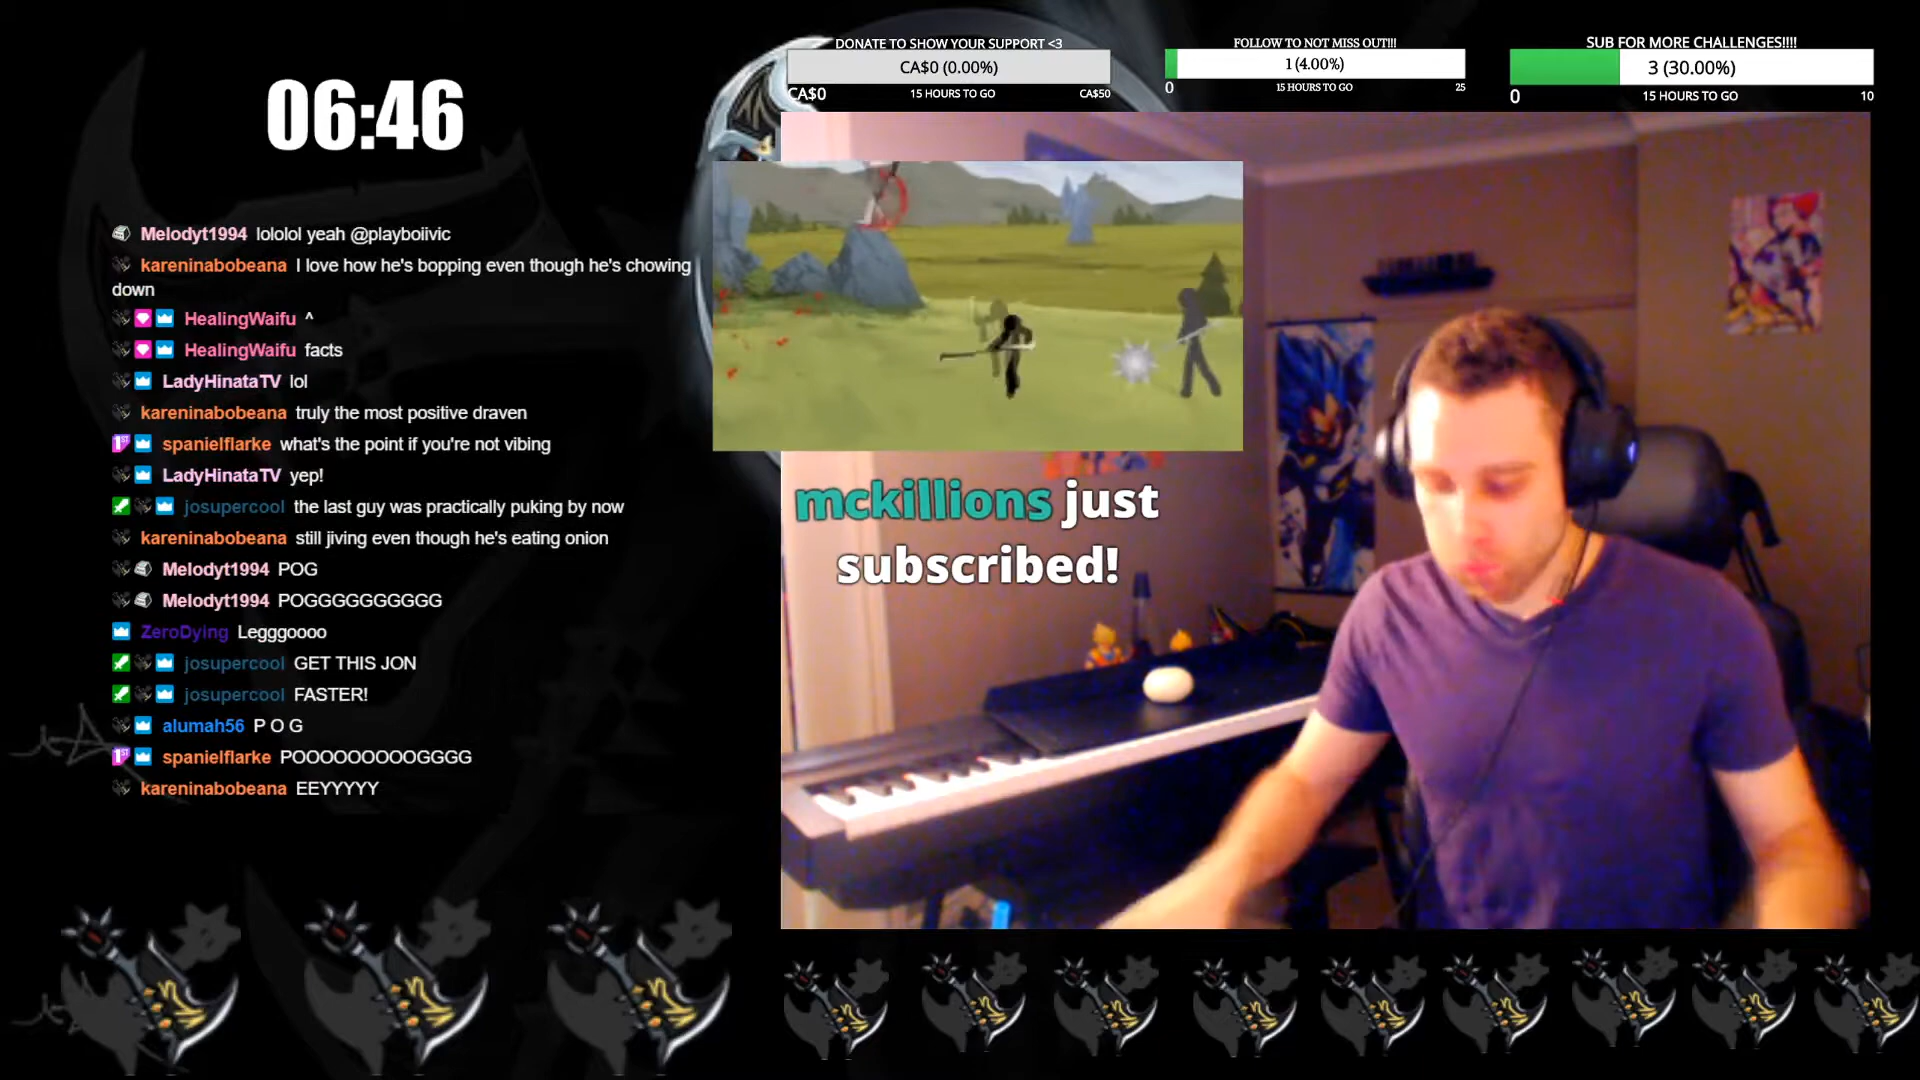 DONATE TO SHOW YOUR SUPPORT <3
CA$0 (0.00%)
CA$0 15 HOURS TO GO CA$50
FOLLOW TO NOT MISS OUT!!!
1 (4.00%)
0 15 HOURS TO GO 25
SUB FOR MORE CHALLENGES!!!!
3 (30.00%)
0 15 HOURS TO GO 10
06:46
Melodyt1994 lololol yeah @playboiivic
kareninabobeana I love how he's bopping even though he's chowing
down
HealingWaifu ^
HealingWaifu facts
LadyHinataTV lol
kareninabobeana truly the most positive draven
1ST spanielflarke what's the point if you're not vibing
LadyHinataTV yep!
josupercool the last guy was practically puking by now
kareninabobeana still jiving even though he's eating onion
Melodyt1994 POG
Melodyt1994 POGGGGGGGGGG
ZeroDying Legggoooo
josupercool GET THIS JON
josupercool FASTER!
alumah56 P O G
1ST spanielflarke POOOOOOOOOGGGG
kareninabobeana EEYYYYY
mckillions just
subscribed!